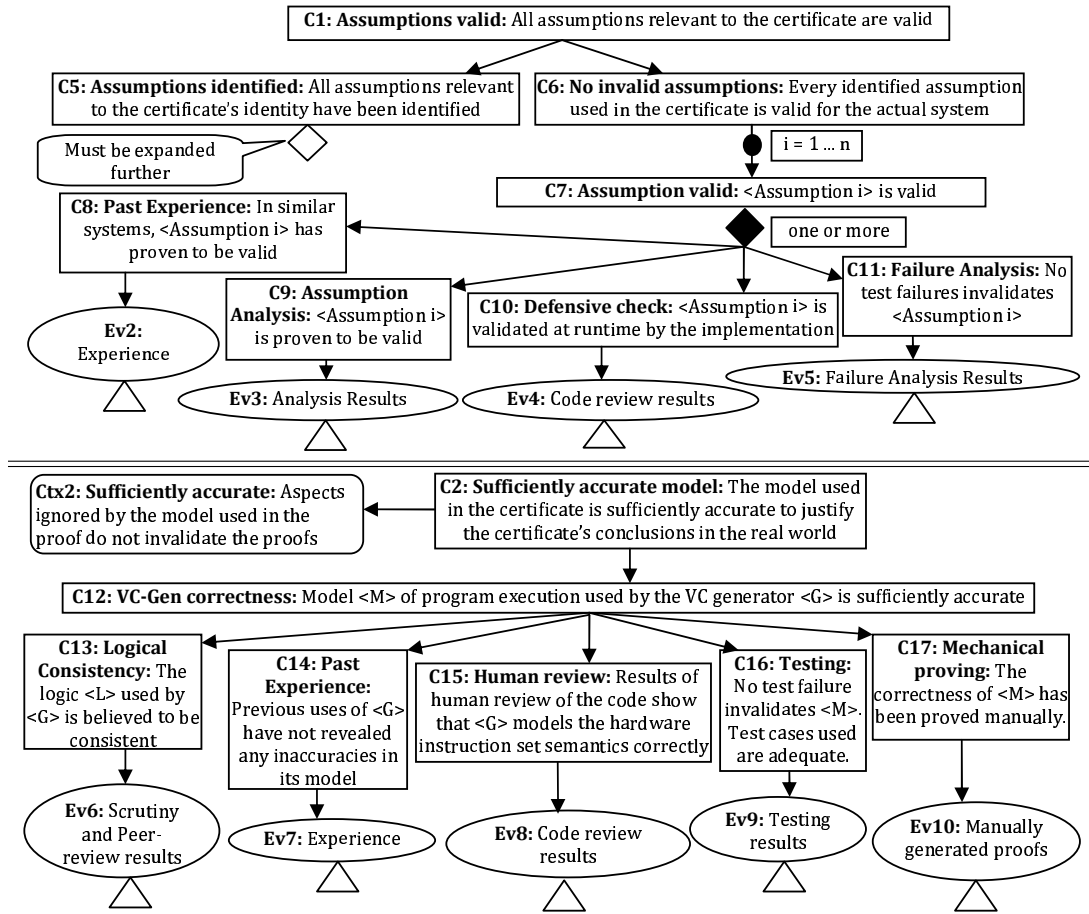 C1: Assumptions valid: All assumptions relevant to the certificate are valid
C5: Assumptions identified: All assumptions relevant
to the certificate's identity have been identified
C6: No invalid assumptions: Every identified assumption
used in the certificate is valid for the actual system
Must be expanded
further
i = 1 ... n
C7: Assumption valid: <Assumption i> is valid
C8: Past Experience: In similar
systems, <Assumption i> has
proven to be valid
one or more
C9: Assumption
Analysis: <Assumption i>
is proven to be valid
C10: Defensive check: <Assumption i> is
validated at runtime by the implementation
C11: Failure Analysis: No
test failures invalidates
<Assumption i>
Ev2:
Experience
Ev3: Analysis Results
Ev4: Code review results
Ev5: Failure Analysis Results
Ctx2: Sufficiently accurate: Aspects
ignored by the model used in the
proof do not invalidate the proofs
C2: Sufficiently accurate model: The model used
in the certificate is sufficiently accurate to justify
the certificate's conclusions in the real world
C12: VC-Gen correctness: Model <M> of program execution used by the VC generator <G> is sufficiently accurate
C13: Logical
Consistency: The
logic <L> used by
<G> is believed to be
consistent
C14: Past
Experience:
Previous uses of <G>
have not revealed
any inaccuracies in
its model
C15: Human review: Results of
human review of the code show
that <G> models the hardware
instruction set semantics correctly
C16: Testing:
No test failure
invalidates <M>.
Test cases used
are adequate.
C17: Mechanical
proving: The
correctness of <M> has
been proved manually.
Ev6: Scrutiny
and Peer-
review results
Ev7: Experience
Ev8: Code review
results
Ev9: Testing
results
Ev10: Manually
generated proofs